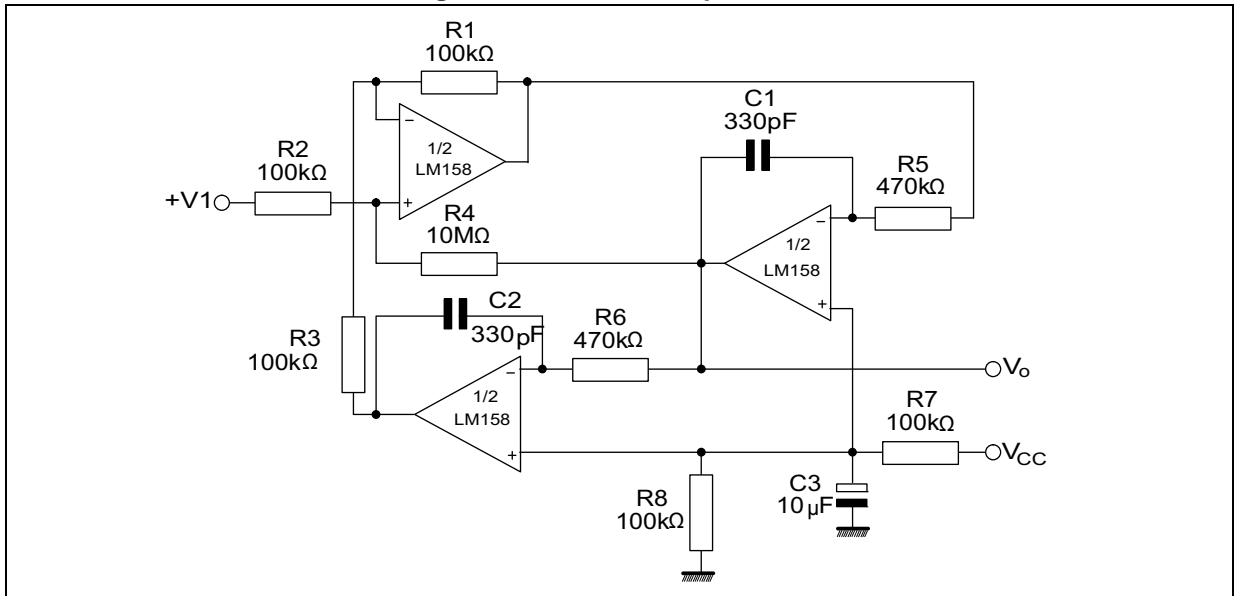 R1
100kΩ
C1
330pF
R2
100kΩ
1/2
LM158
R5
470kΩ
+V1
R4
10MΩ
1/2
LM158
C2
330pF
R6
470kΩ
R3
100kΩ
1/2
LM158
Vo
R7
100kΩ
VCC
R8
100kΩ
C3
10µF